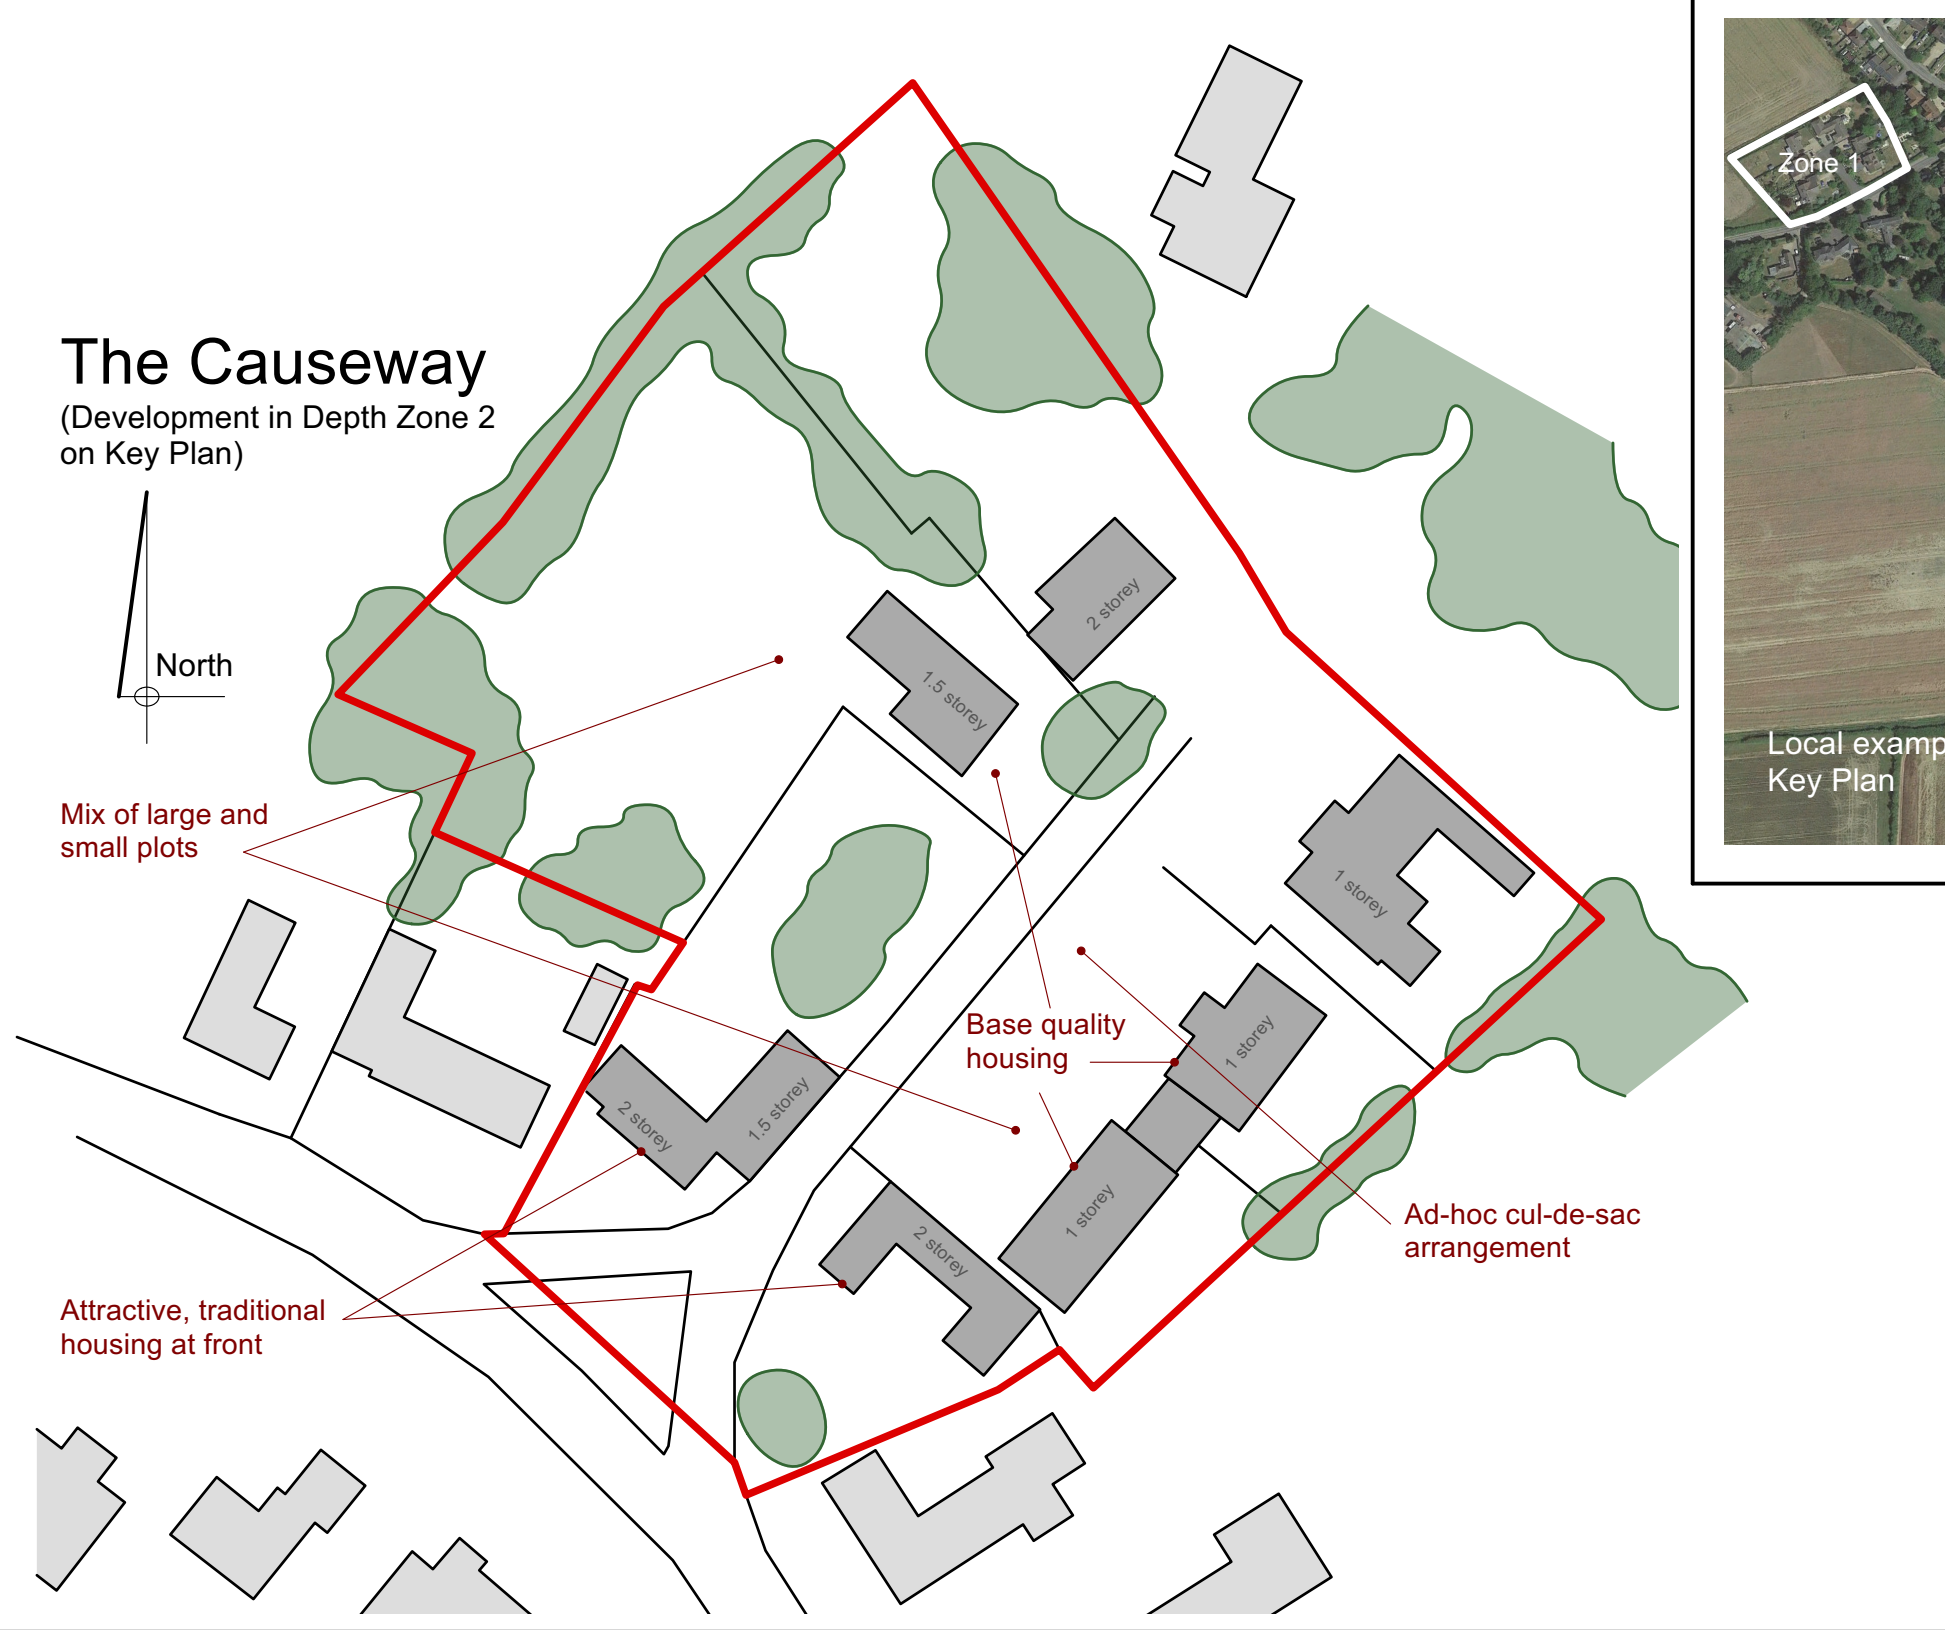 The Causeway
(Development in Depth Zone 2
on Key Plan)
North
Mix of large and
small plots
Attractive, traditional
housing at front
Base quality
housing
Ad-hoc cul-de-sac
arrangement
2 storey
1.5 storey
1 storey
1 storey
1 storey
2 storey
1.5 storey
2 storey
Zone 1
Local examp
Key Plan